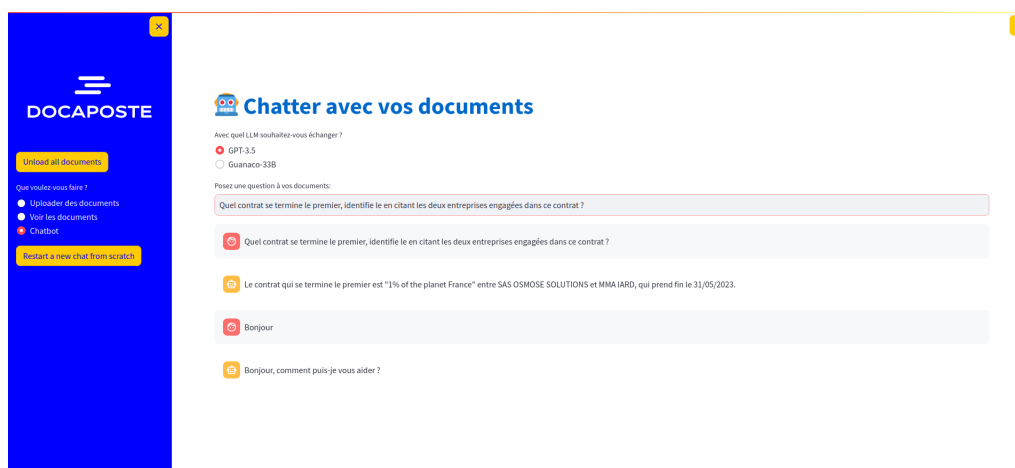 DOCAPOSTE
Unload all documents
Que voulez-vous faire ?
Uploader des documents
Voir les documents
Chatbot
Restart a new chat from scratch
Chatter avec vos documents
Avec quel LLM souhaitez-vous échanger ?
GPT-3.5
Guanaco-33B
Posez une question à vos documents:
Quel contrat se termine le premier, identifie le en citant les deux entreprises engagées dans ce contrat ?
Quel contrat se termine le premier, identifie le en citant les deux entreprises engagées dans ce contrat ?
Le contrat qui se termine le premier est "1% of the planet France" entre SAS OSMOSE SOLUTIONS et MMA IARD, qui prend fin le 31/05/2023.
Bonjour
Bonjour, comment puis-je vous aider ?